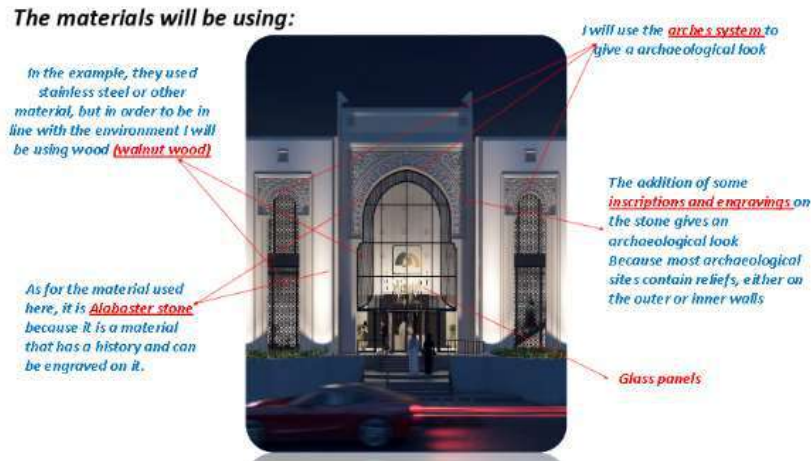 The materials will be using:
I will use the arches system to
give a archaeological look
In the example, they used
stainless steel or other
material, but in order to be in
line with the environment I will
be using wood (walnut wood)
The addition of some
inscriptions and engravings on
the stone gives an
archaeological look
Because most archaeological
sites contain reliefs, either on
the outer or inner walls
As for the material used
here, it is Alabaster stone
because it is a material
that has a history and can
be engraved on it.
Glass panels